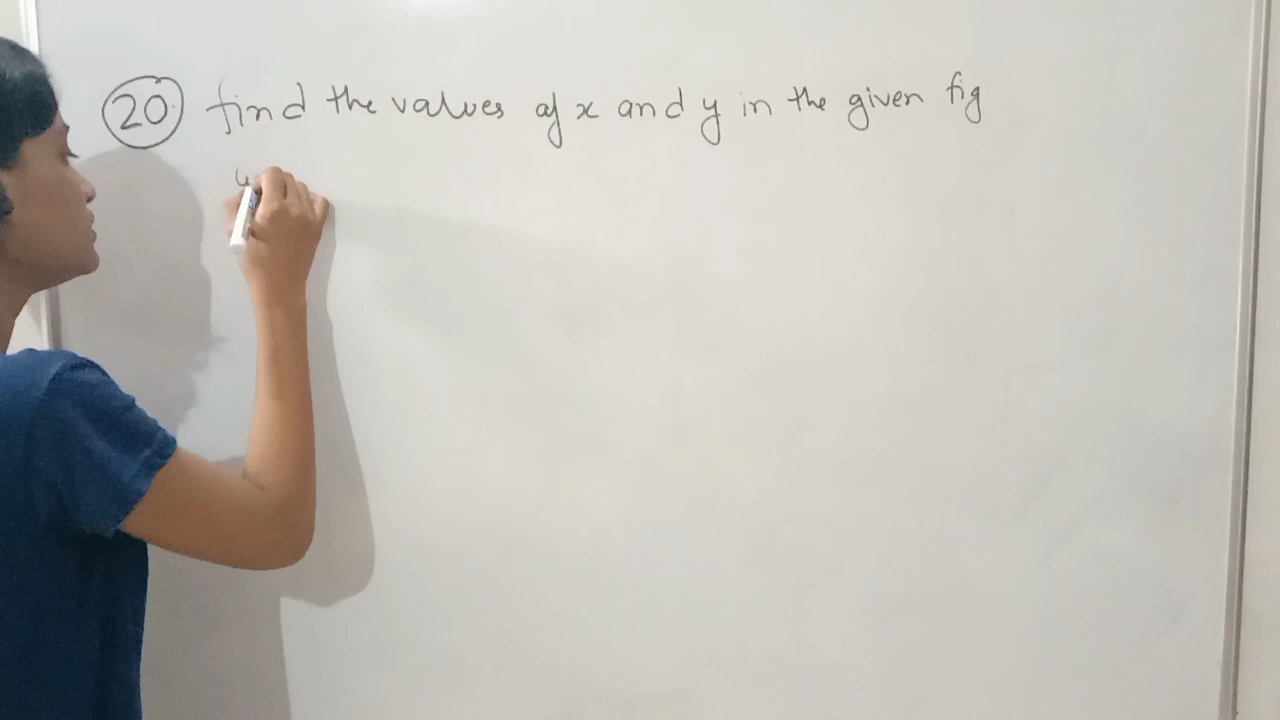 20 find the values of x and y in the given fig